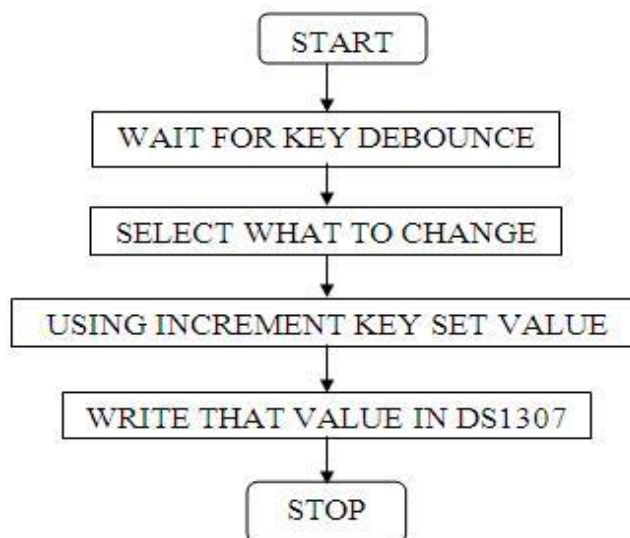 START
WAIT FOR KEY DEBOUNCE
SELECT WHAT TO CHANGE
USING INCREMENT KEY SET VALUE
WRITE THAT VALUE IN DS1307
STOP